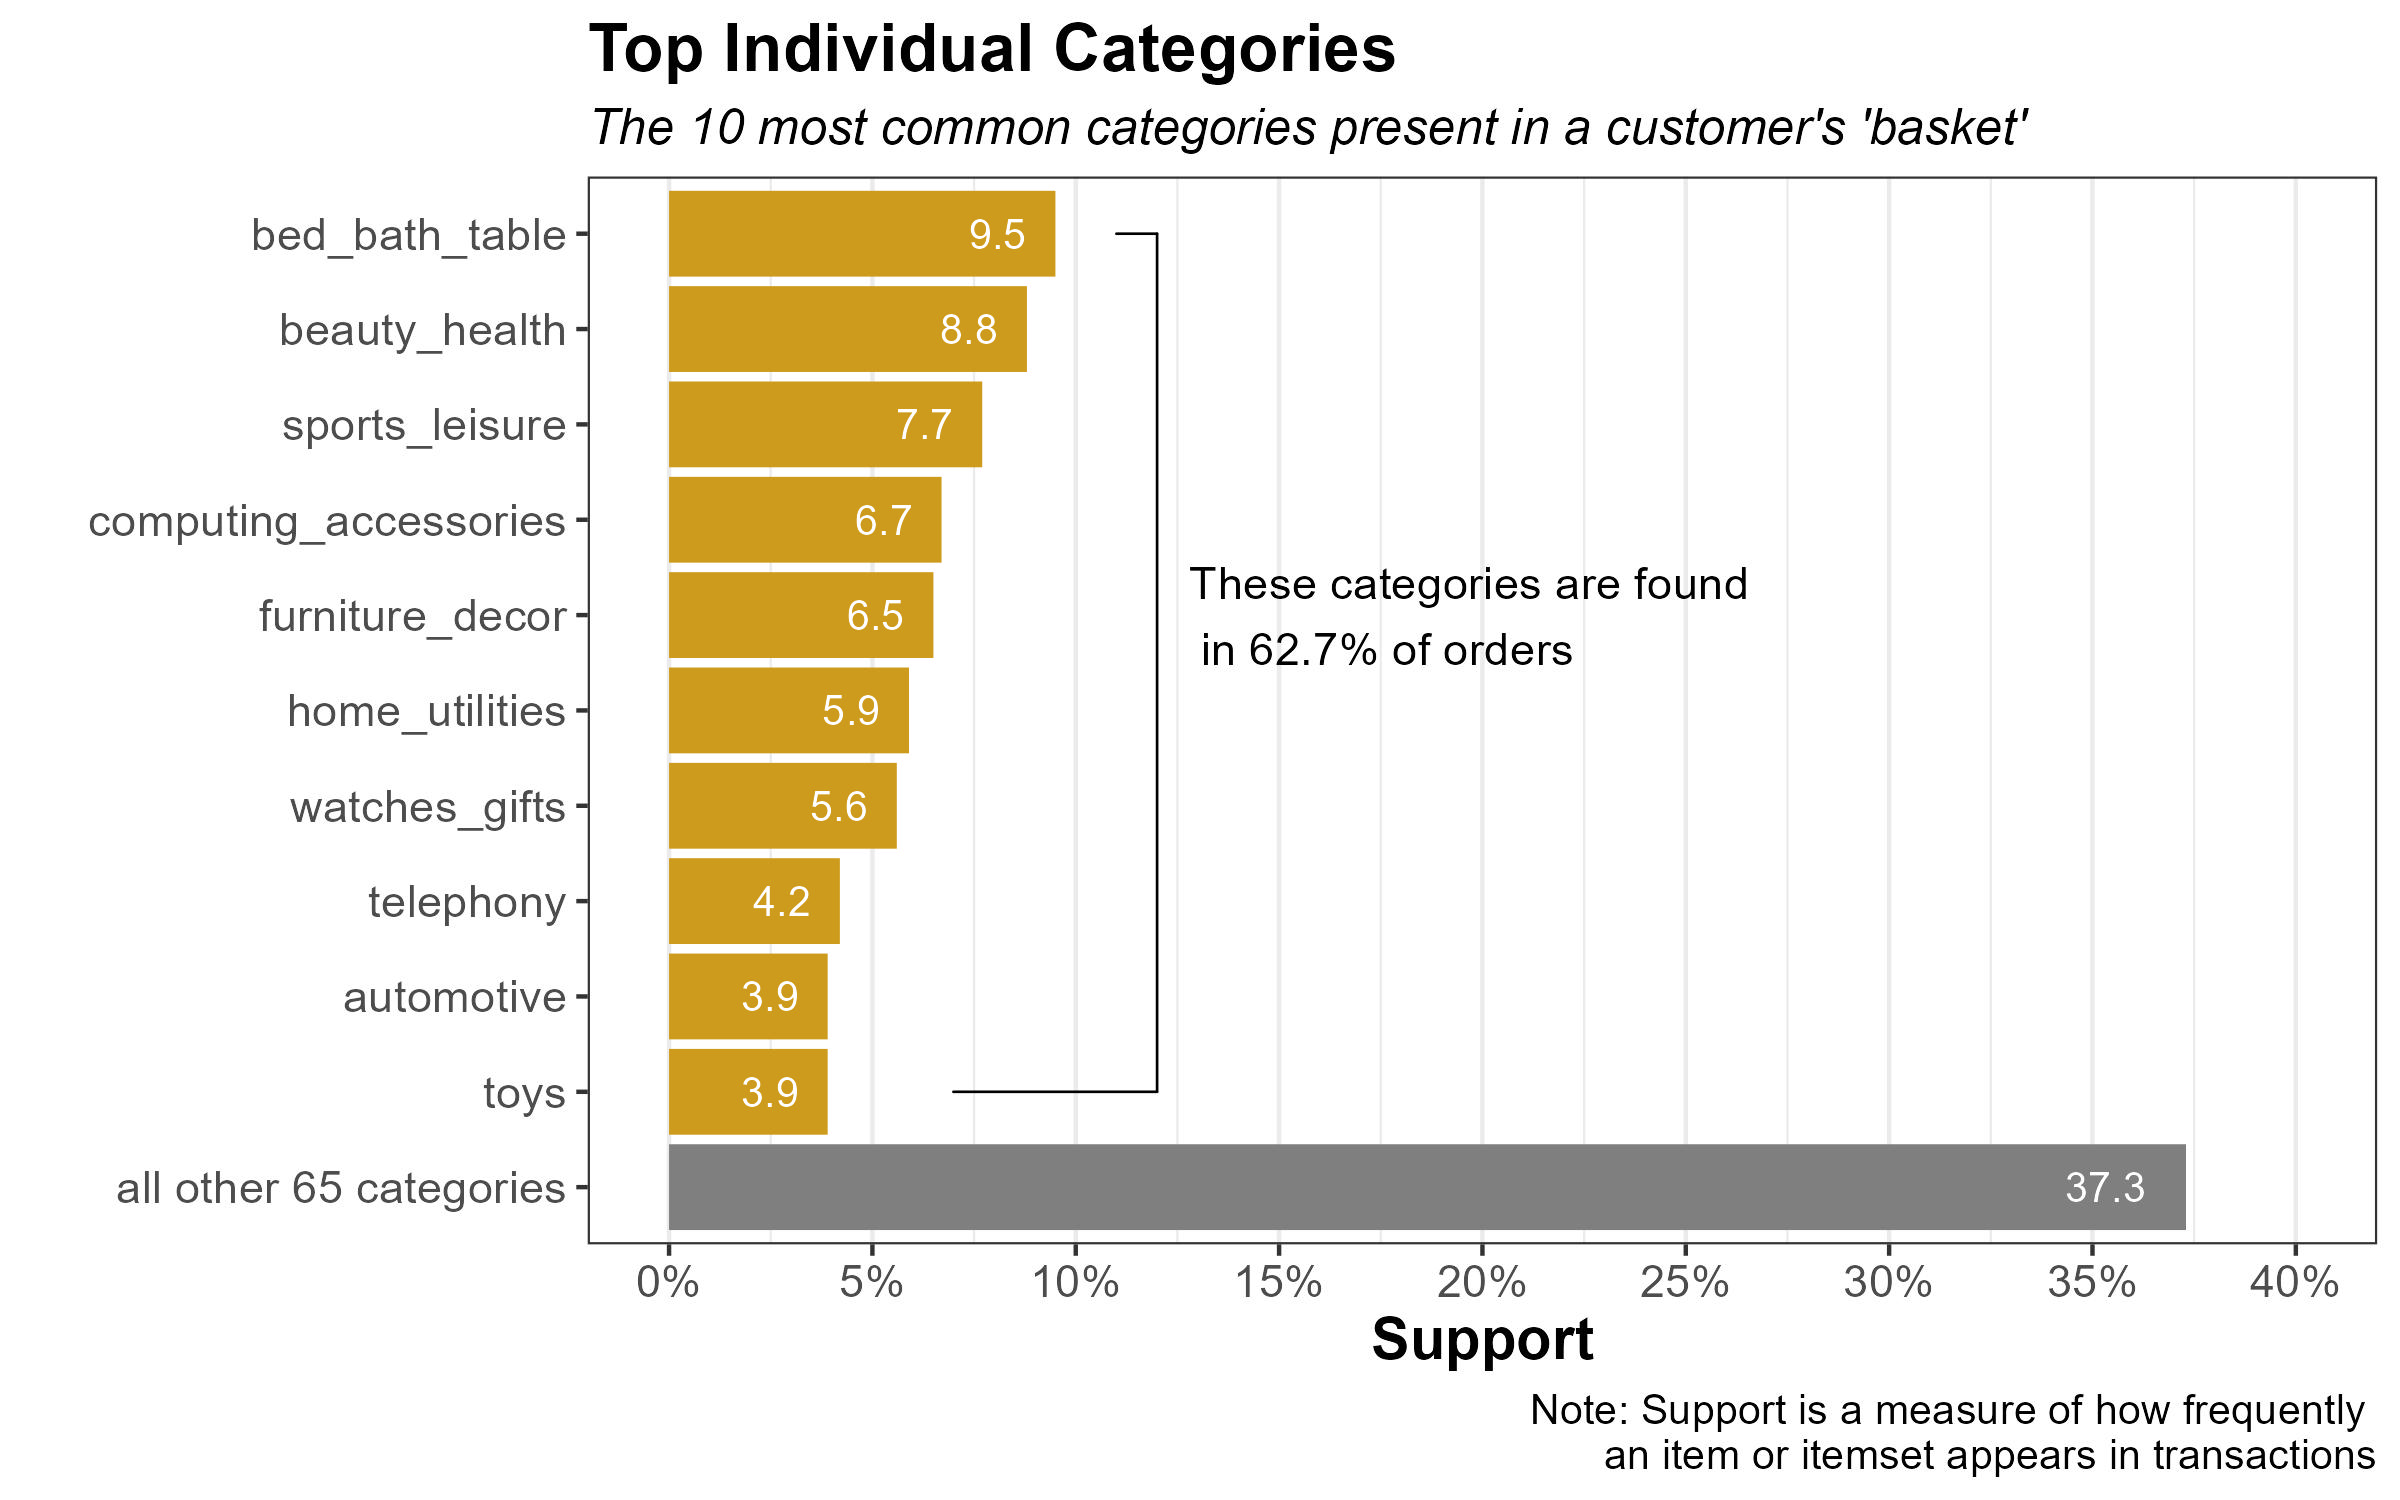 Top Individual Categories
The 10 most common categories present in a customer's 'basket'
bed_bath_table 9.5
beauty_health 8.8
sports_leisure 7.7
computing_accessories 6.7
furniture_decor 6.5
home_utilities 5.9
watches_gifts 5.6
telephony 4.2
automotive 3.9
toys 3.9
all other 65 categories 37.3
These categories are found
in 62.7% of orders
0% 5% 10% 15% 20% 25% 30% 35% 40%
Support
Note: Support is a measure of how frequently
an item or itemset appears in transactions